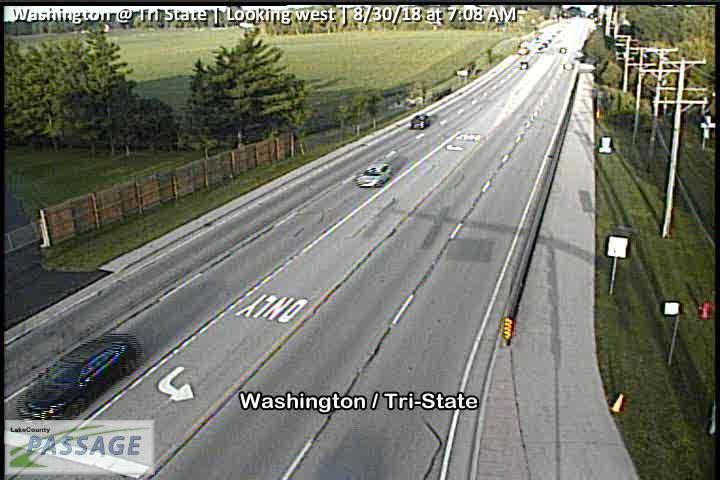 Washington @ Tri State | Looking west | 8/30/18 at 7:08 AM
ONLY
Washington / Tri-State
LakeCounty
PASSAGE